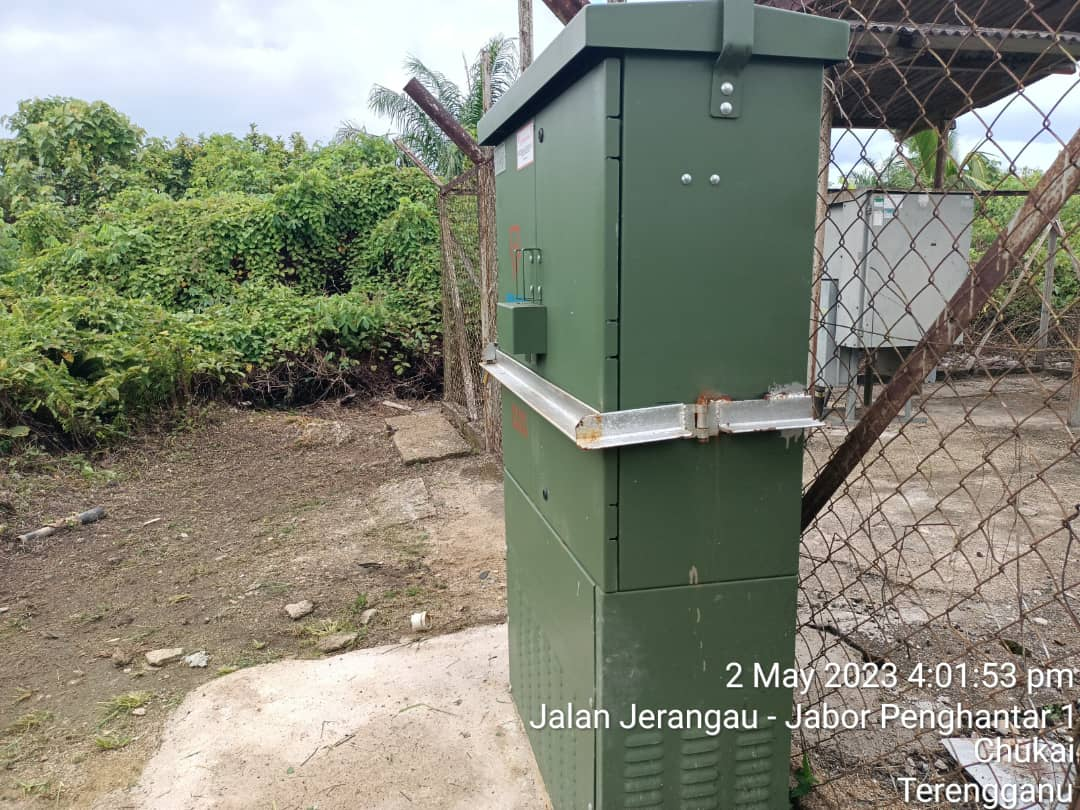 2 May 2023 4:01:53 pm
Jalan Jerangau - Jabor Penghantar 1
Chukai
Terengganu